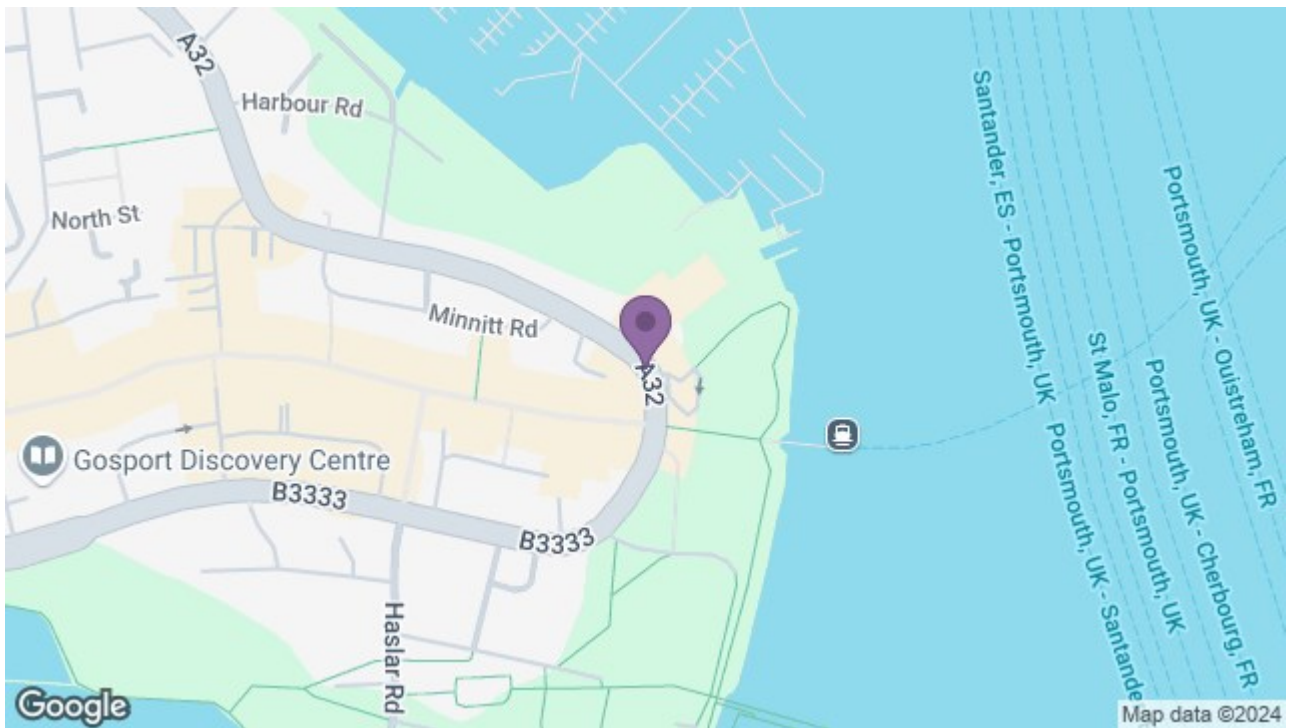 A32
Harbour Rd
North St
Minnitt Rd
A32
Gosport Discovery Centre
B3333
B3333
Haslar Rd
Santander, ES - Portsmouth, UK
Portsmouth, UK - Santander
St Malo, FR - Portsmouth, UK
Portsmouth, UK - Cherbourg, FR
Portsmouth, UK - Ouistreham, FR
Google
Map data ©2024